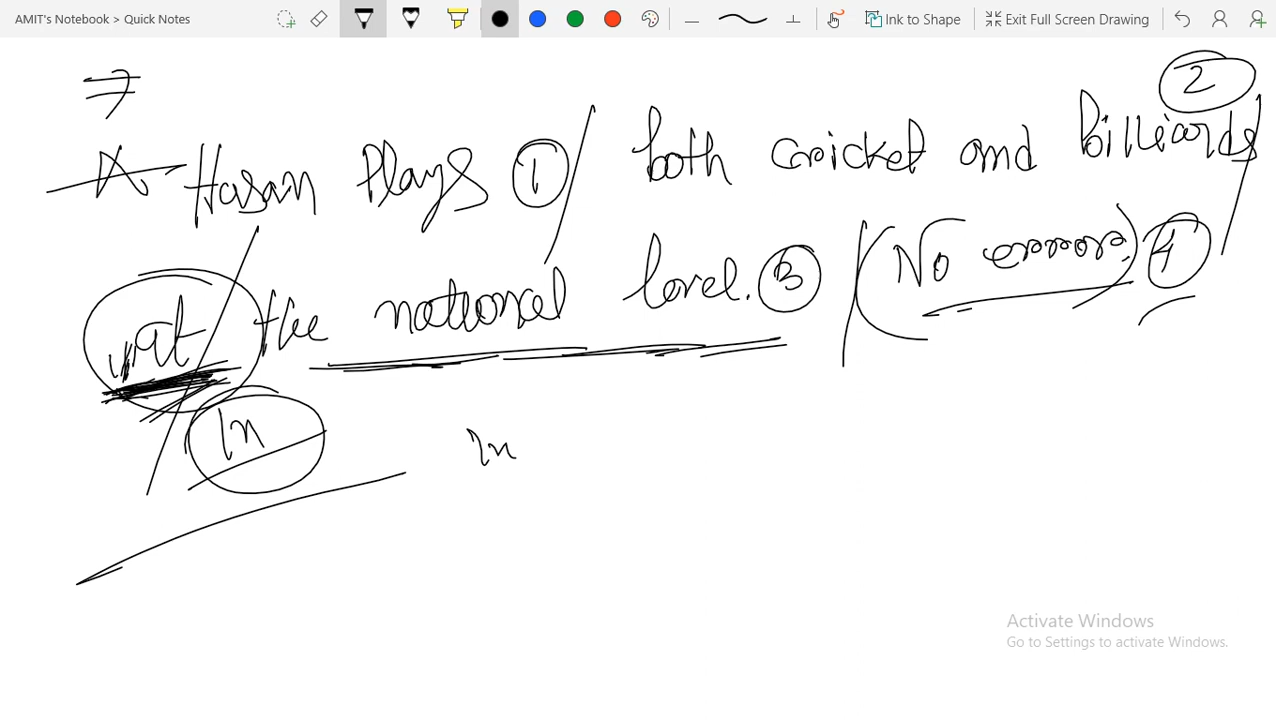 AMIT's Notebook > Quick Notes Ink to Shape Exit Full Screen Drawing
②
Hasan Plays ① / both cricket and billiards /
at the national level. ③ / (No error.) ④
In In
Activate Windows
Go to Settings to activate Windows.